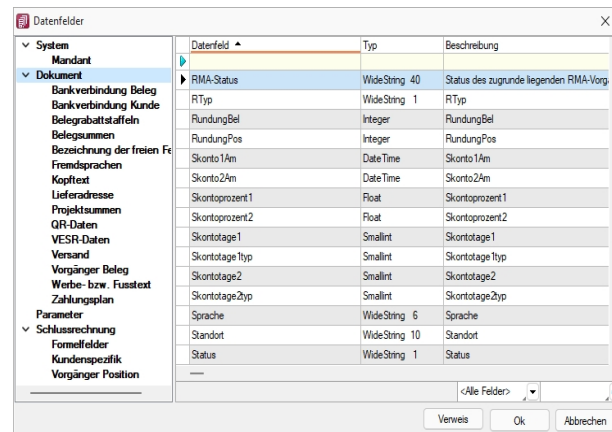 Datenfelder
System
Mandant
Dokument
Bankverbindung Beleg
Bankverbindung Kunde
Belegrabattstaffeln
Belegsummen
Bezeichnung der freien Fe
Fremdsprachen
Kopftext
Lieferadresse
Projektsummen
QR-Daten
VESR-Daten
Versand
Vorgänger Beleg
Werbe- bzw. Fusstext
Zahlungsplan
Parameter
Schlussrechnung
Formelfelder
Kundenspezifik
Vorgänger Position
Datenfeld Typ Beschreibung
RMA-Status WideString 40 Status des zugrunde liegenden RMA-Vorg
RTyp WideString 1 RTyp
RundungBel Integer RundungBel
RundungPos Integer RundungPos
Skonto1Am DateTime Skonto1Am
Skonto2Am DateTime Skonto2Am
Skontoprozent1 Float Skontoprozent1
Skontoprozent2 Float Skontoprozent2
Skontotage1 Smallint Skontotage1
Skontotage1typ Smallint Skontotage1typ
Skontotage2 Smallint Skontotage2
Skontotage2typ Smallint Skontotage2typ
Sprache WideString 6 Sprache
Standort WideString 10 Standort
Status WideString 1 Status
<Alle Felder>
Verweis Ok Abbrechen